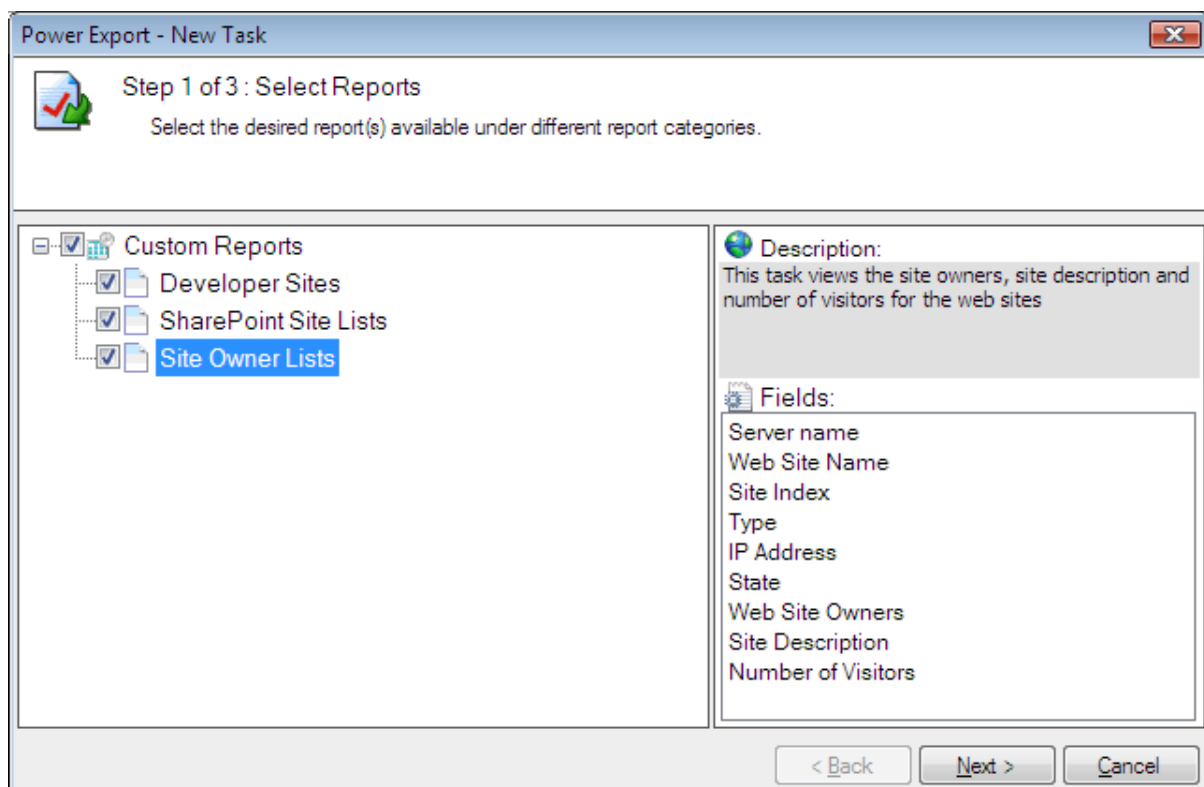 Power Export - New Task
Step 1 of 3 : Select Reports
Select the desired report(s) available under different report categories.
Custom Reports
Developer Sites
SharePoint Site Lists
Site Owner Lists
Description:
This task views the site owners, site description and
number of visitors for the web sites
Fields:
Server name
Web Site Name
Site Index
Type
IP Address
State
Web Site Owners
Site Description
Number of Visitors
< Back
Next >
Cancel